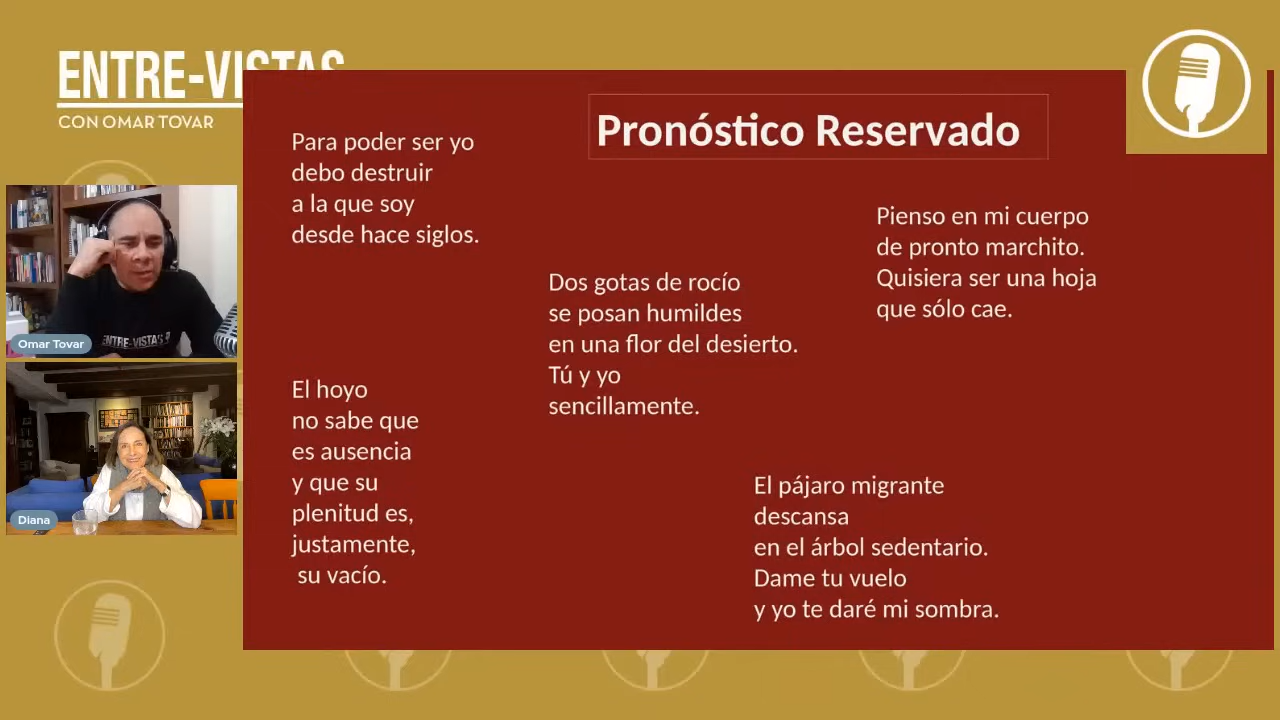 ENTRE-VISTAS
CON OMAR TOVAR
Pronóstico Reservado
Para poder ser yo
debo destruir
a la que soy
desde hace siglos.
Pienso en mi cuerpo
de pronto marchito.
Quisiera ser una hoja
que sólo cae.
Dos gotas de rocío
se posan humildes
en una flor del desierto.
Tú y yo
sencillamente.
El hoyo
no sabe que
es ausencia
y que su
plenitud es,
justamente,
su vacío.
El pájaro migrante
descansa
en el árbol sedentario.
Dame tu vuelo
y yo te daré mi sombra.
ENTRE-VISTAS
Omar Tovar
Diana